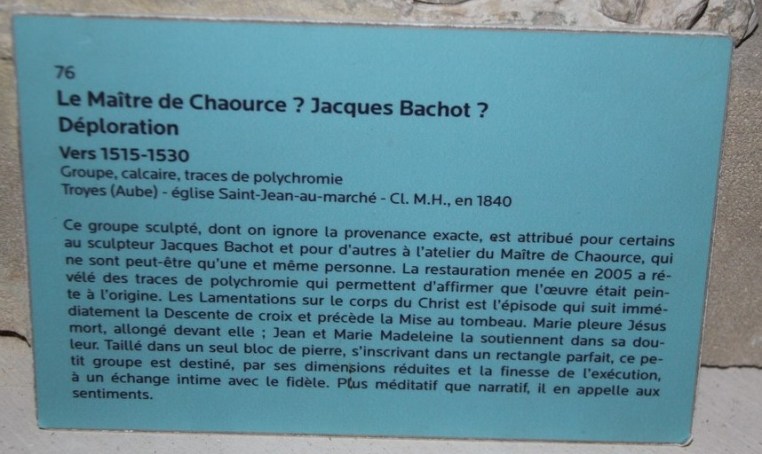 76
Le Maître de Chaource ? Jacques Bachot ?
Déploration
Vers 1515-1530
Groupe, calcaire, traces de polychromie
Troyes (Aube) - église Saint-Jean-au-marché - Cl. M.H., en 1840
Ce groupe sculpté, dont on ignore la provenance exacte, est attribué pour certains
au sculpteur Jacques Bachot et pour d'autres à l'atelier du Maître de Chaource, qui
ne sont peut-être qu'une et même personne. La restauration menée en 2005 a ré-
vélé des traces de polychromie qui permettent d'affirmer que l'œuvre était pein-
te à l'origine. Les Lamentations sur le corps du Christ est l'épisode qui suit immé-
diatement la Descente de croix et précède la Mise au tombeau. Marie pleure Jésus
mort, allongé devant elle ; Jean et Marie Madeleine la soutiennent dans sa dou-
leur. Taillé dans un seul bloc de pierre, s'inscrivant dans un rectangle parfait, ce pe-
tit groupe est destiné, par ses dimensions réduites et la finesse de l'exécution,
à un échange intime avec le fidèle. Plus méditatif que narratif, il en appelle aux
sentiments.